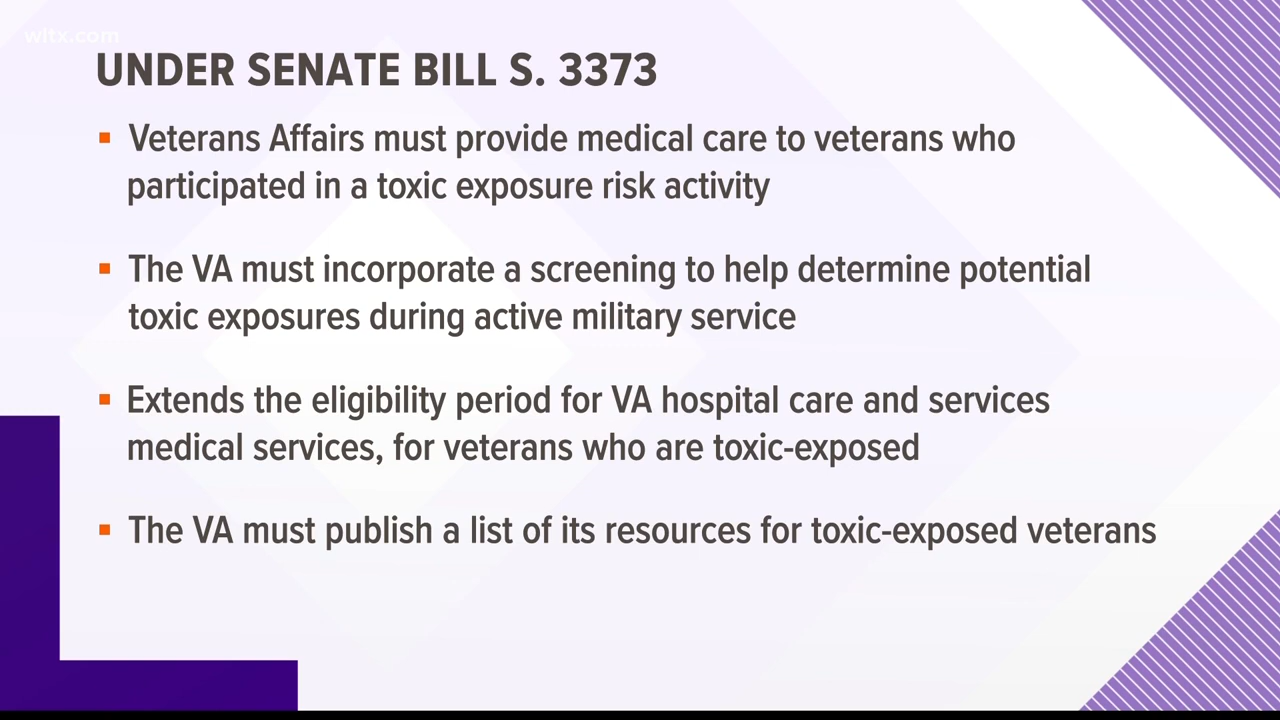 wltx.com
UNDER SENATE BILL S. 3373
▪ Veterans Affairs must provide medical care to veterans who
participated in a toxic exposure risk activity
▪ The VA must incorporate a screening to help determine potential
toxic exposures during active military service
▪ Extends the eligibility period for VA hospital care and services
medical services, for veterans who are toxic-exposed
▪ The VA must publish a list of its resources for toxic-exposed veterans